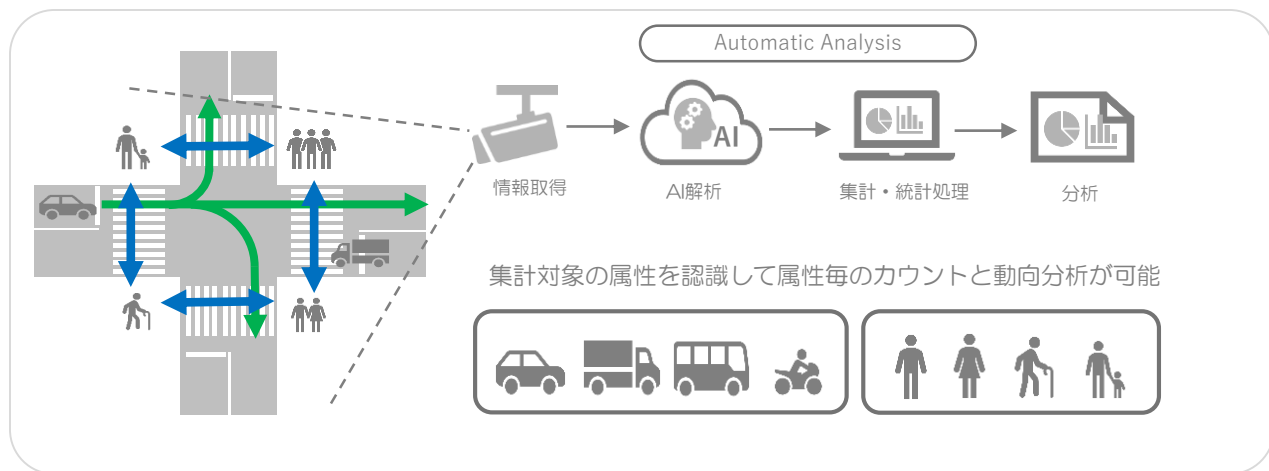 Automatic Analysis
AI
情報取得
AI解析
集計・統計処理
分析
集計対象の属性を認識して属性毎のカウントと動向分析が可能